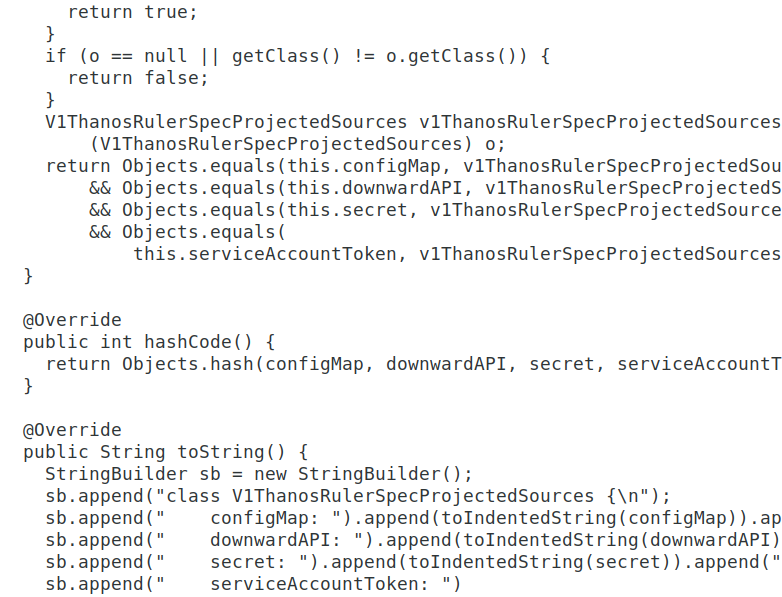 return true;
}
if (o == null || getClass() != o.getClass()) {
return false;
}
V1ThanosRulerSpecProjectedSources v1ThanosRulerSpecProjectedSources
(V1ThanosRulerSpecProjectedSources) o;
return Objects.equals(this.configMap, v1ThanosRulerSpecProjectedSou
&& Objects.equals(this.downwardAPI, v1ThanosRulerSpecProjectedS
&& Objects.equals(this.secret, v1ThanosRulerSpecProjectedSource
&& Objects.equals(
this.serviceAccountToken, v1ThanosRulerSpecProjectedSources
}
@Override
public int hashCode() {
return Objects.hash(configMap, downwardAPI, secret, serviceAccountT
}
@Override
public String toString() {
StringBuilder sb = new StringBuilder();
sb.append("class V1ThanosRulerSpecProjectedSources {\n");
sb.append("    configMap: ").append(toIndentedString(configMap)).ap
sb.append("    downwardAPI: ").append(toIndentedString(downwardAPI)
sb.append("    secret: ").append(toIndentedString(secret)).append("
sb.append("    serviceAccountToken: ")